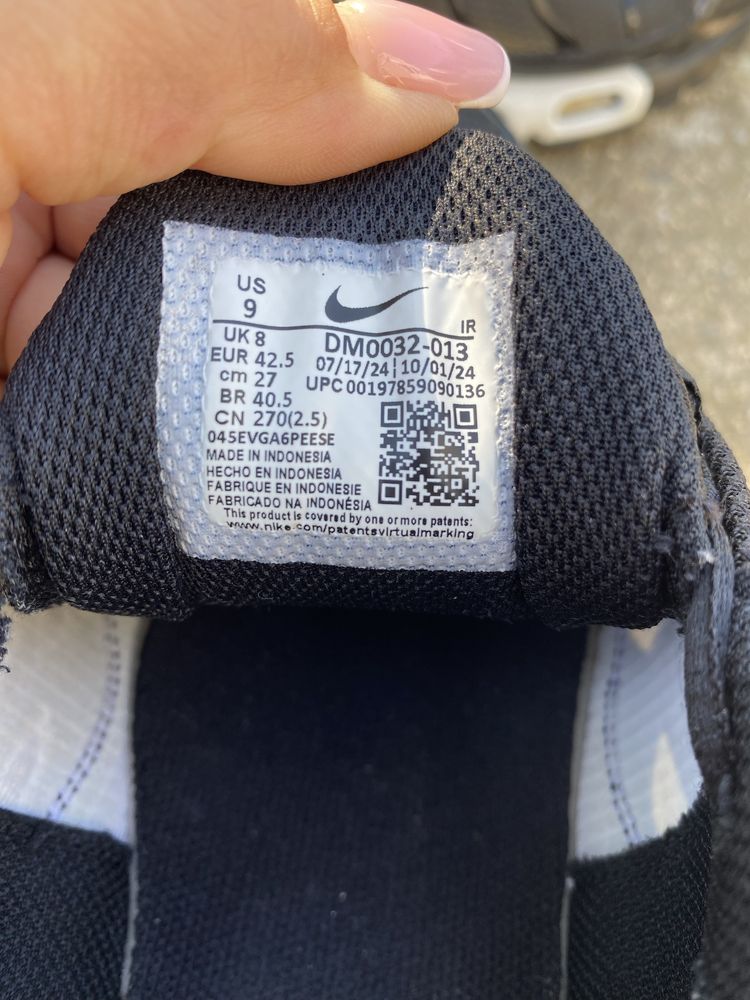 US
9
IR
UK 8
DM0032-013
EUR 42.5
07/17/24 | 10/01/24
cm 27
UPC 00197859090136
BR 40.5
CN 270(2.5)
045EVGA6PEESE
MADE IN INDONESIA
HECHO EN INDONESIA
FABRIQUE EN INDONESIE
FABRICADO NA INDONÉSIA
This product is covered by one or more patents:
www.nike.com/patentsvirtualmarking